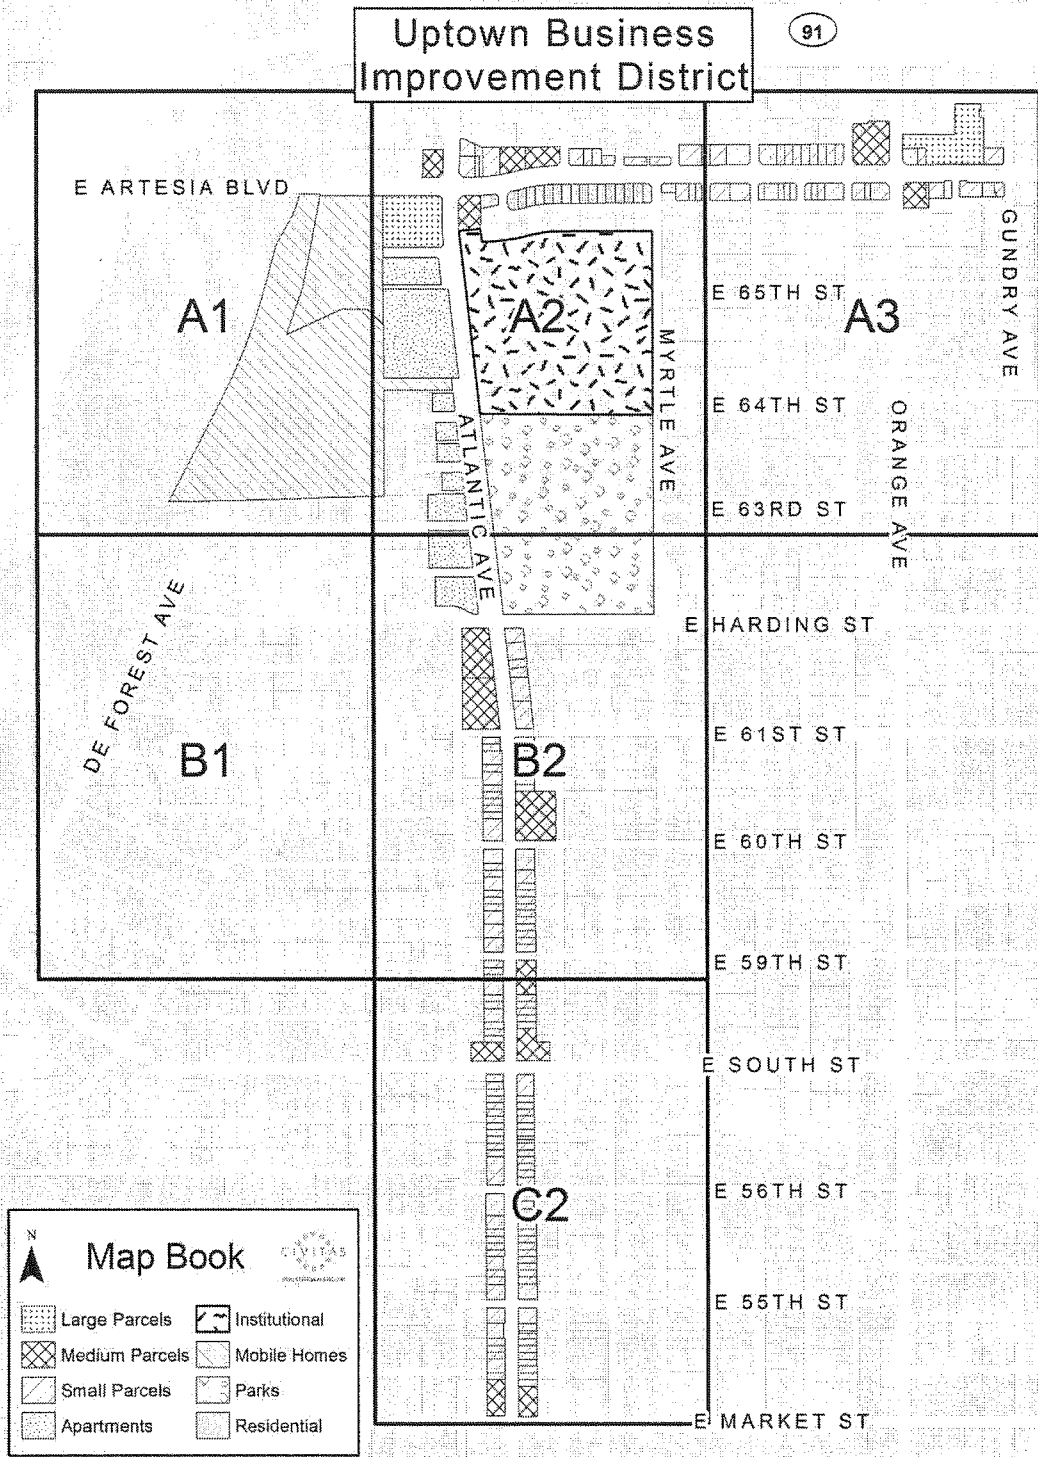 Uptown Business
Improvement District
91
E ARTESIA BLVD
GUNDRY AVE
A1
A2
E 65TH ST
A3
MYRTLE AVE
E 64TH ST
ORANGE AVE
ATLANTIC AVE
E 63RD ST
DE FOREST AVE
E HARDING ST
B1
B2
E 61ST ST
E 60TH ST
E 59TH ST
E SOUTH ST
C2
E 56TH ST
E 55TH ST
E MARKET ST
N
Map Book
CIVITAS
Large Parcels
Institutional
Medium Parcels
Mobile Homes
Small Parcels
Parks
Apartments
Residential